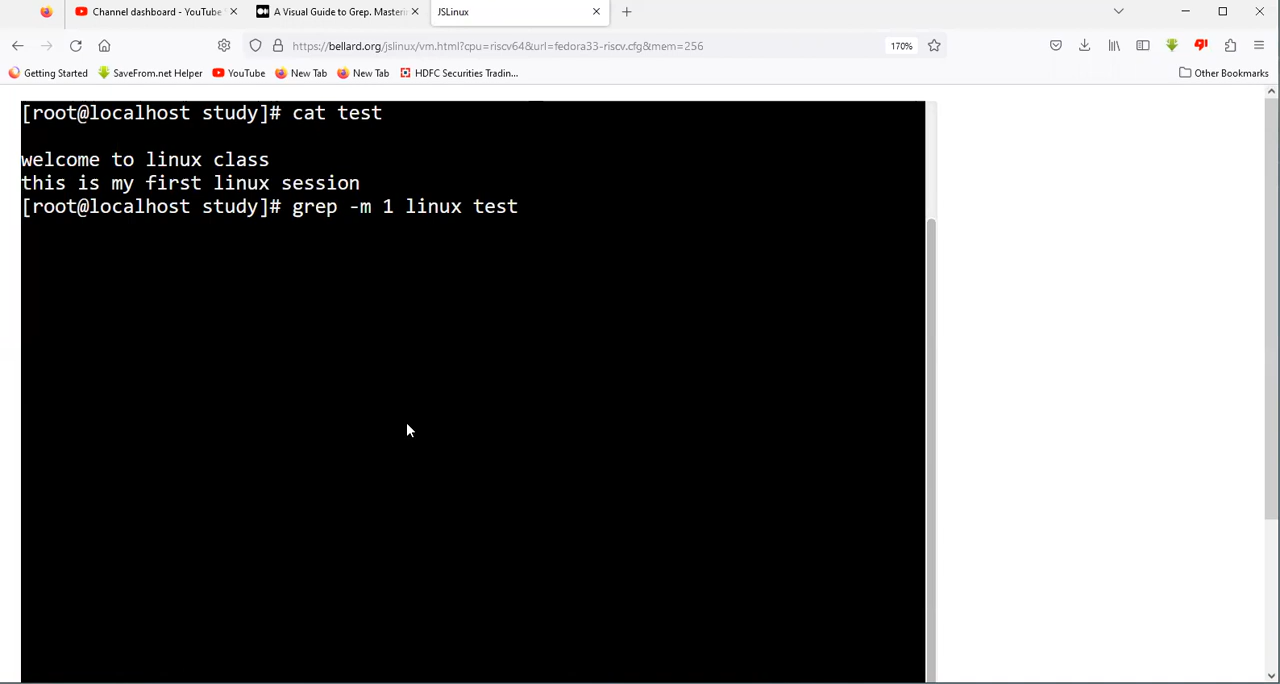 Channel dashboard - YouTube
A Visual Guide to Grep. Masterin
JSLinux
https://bellard.org/jslinux/vm.html?cpu=riscv64&url=fedora33-riscv.cfg&mem=256
170%
Getting Started
SaveFrom.net Helper
YouTube
New Tab
New Tab
HDFC Securities Tradin...
Other Bookmarks
[root@localhost study]# cat test
welcome to linux class
this is my first linux session
[root@localhost study]# grep -m 1 linux test